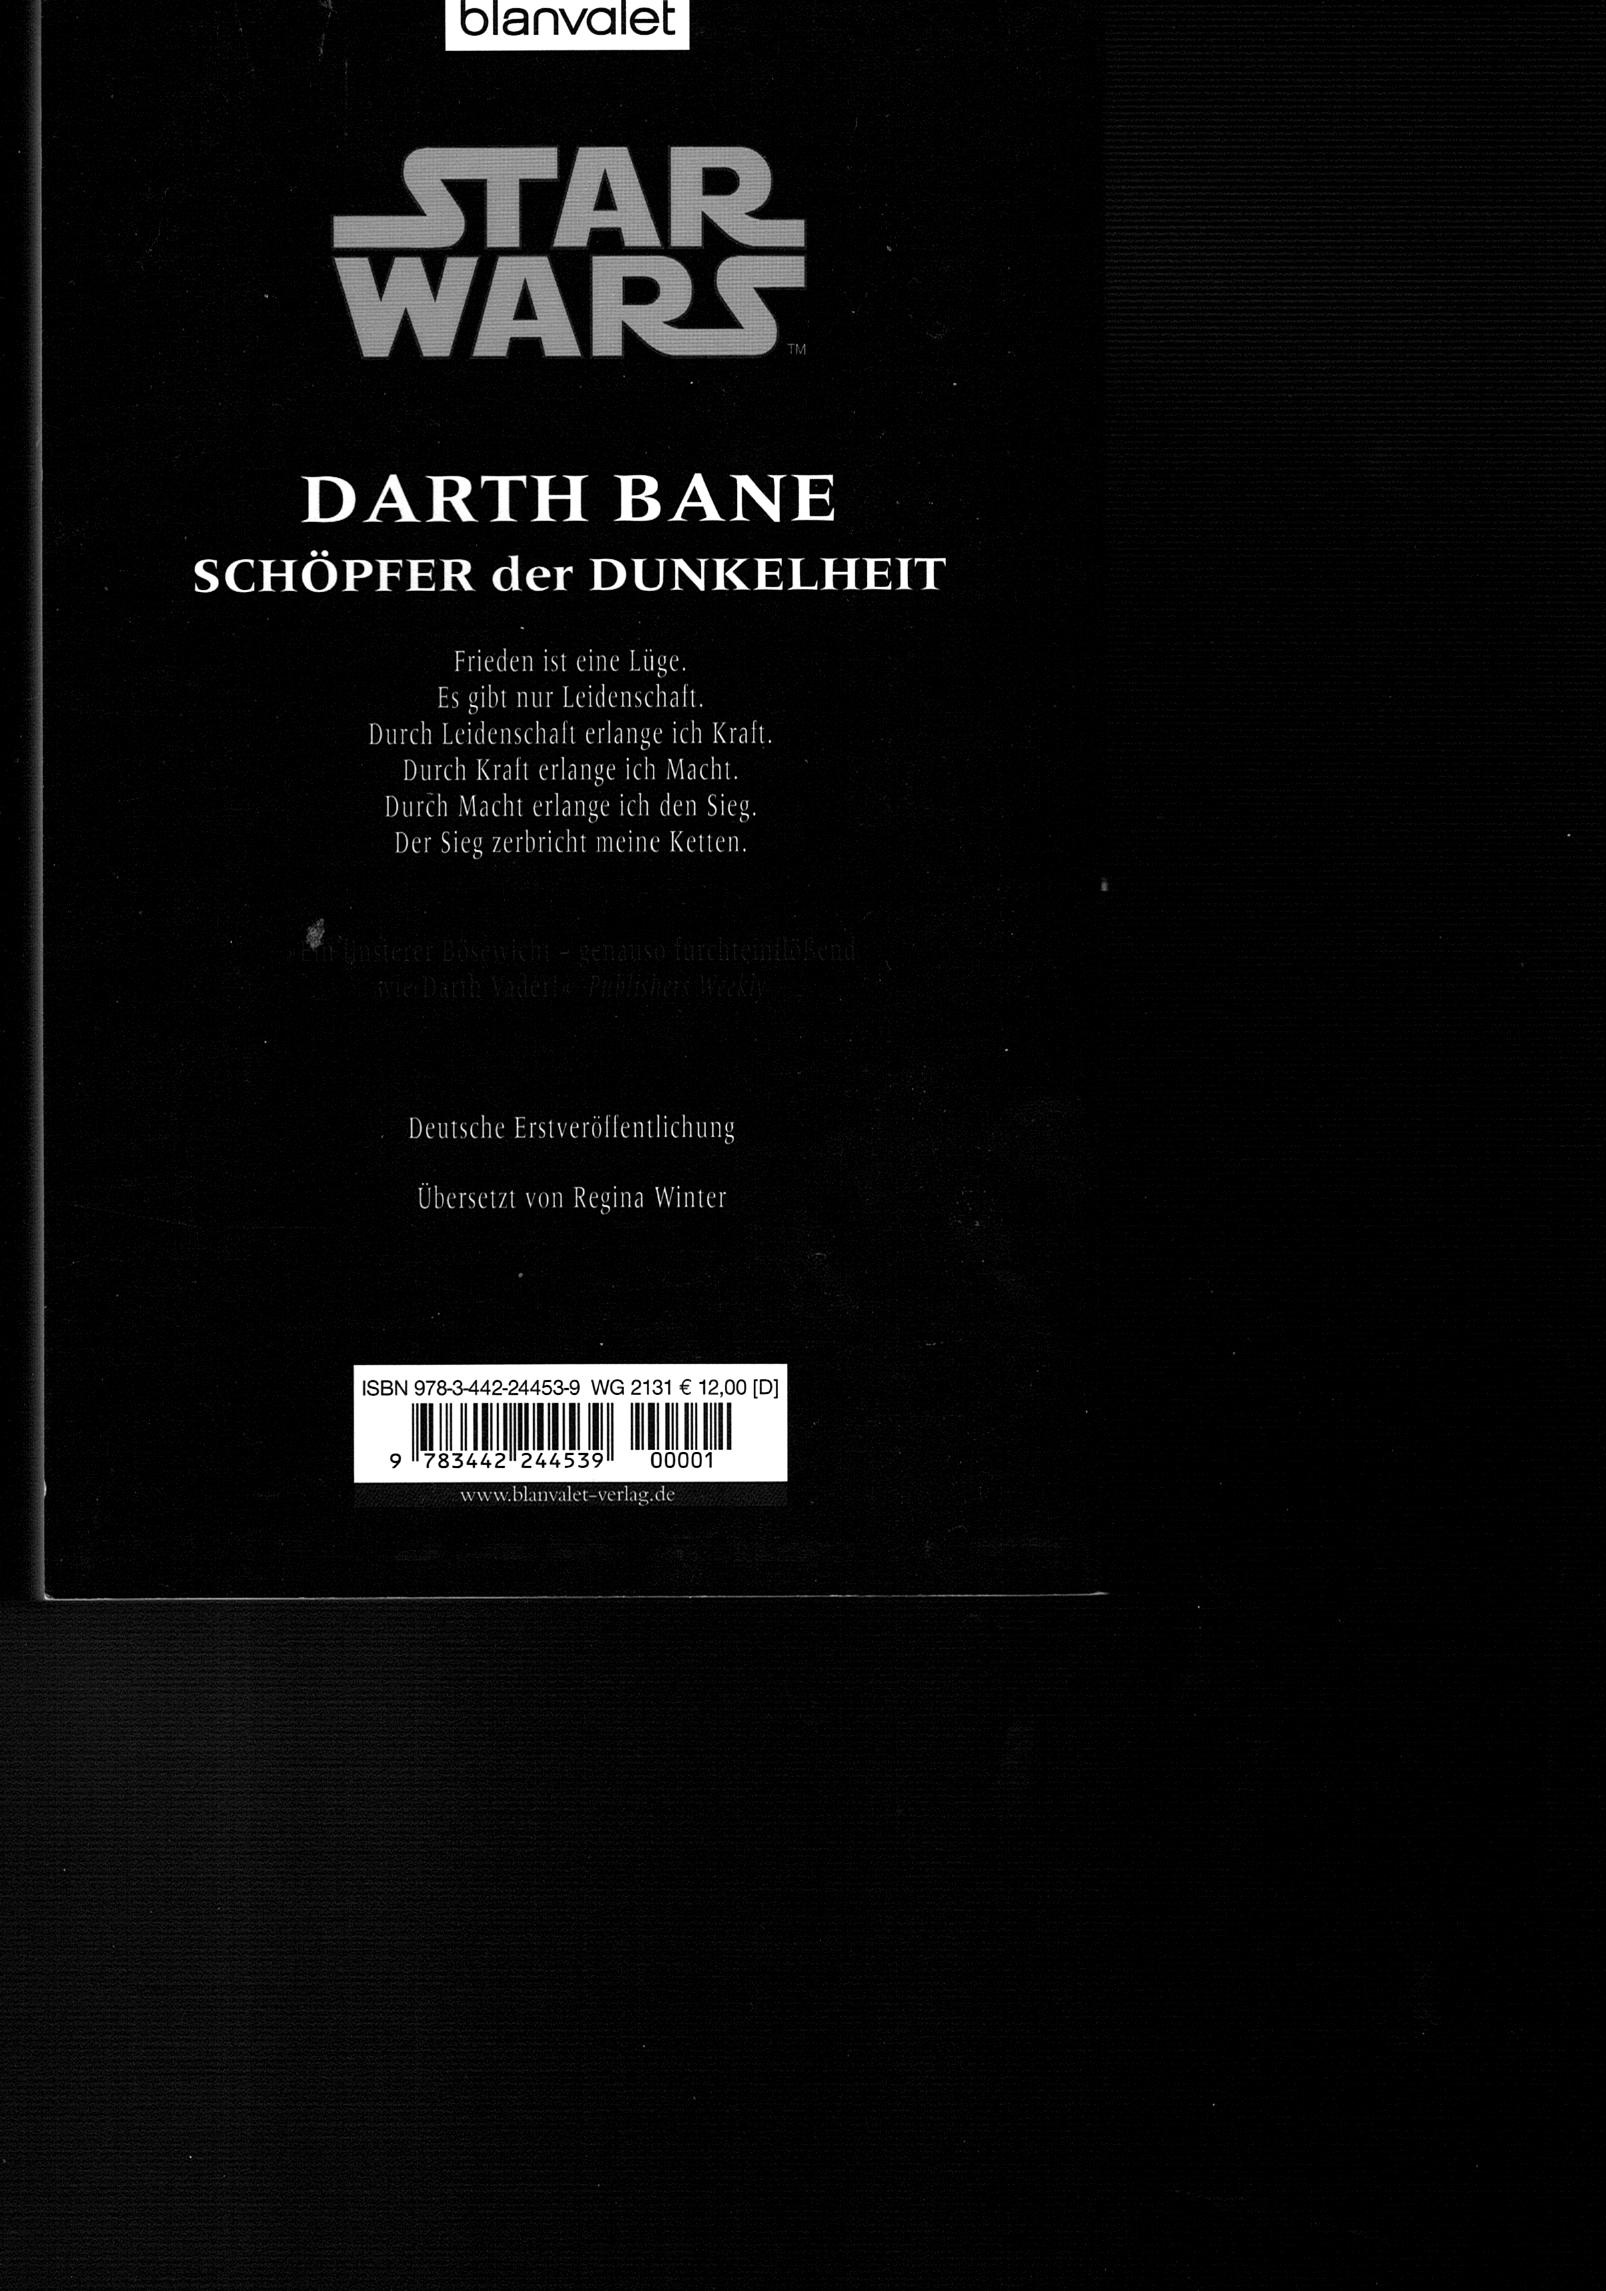 blanvalet
STAR
WARS
TM
DARTH BANE
SCHÖPFER der DUNKELHEIT
Frieden ist eine Lüge.
Es gibt nur Leidenschaft.
Durch Leidenschaft erlange ich Kraft.
Durch Kraft erlange ich Macht.
Durch Macht erlange ich den Sieg.
Der Sieg zerbricht meine Ketten.
»Ein finsterer Bösewicht – genauso furchteinflößend
wie Darth Vader!« Publishers Weekly
Deutsche Erstveröffentlichung
Übersetzt von Regina Winter
ISBN 978-3-442-24453-9 WG 2131 € 12,00 [D]
9 783442 244539 00001
www.blanvalet-verlag.de